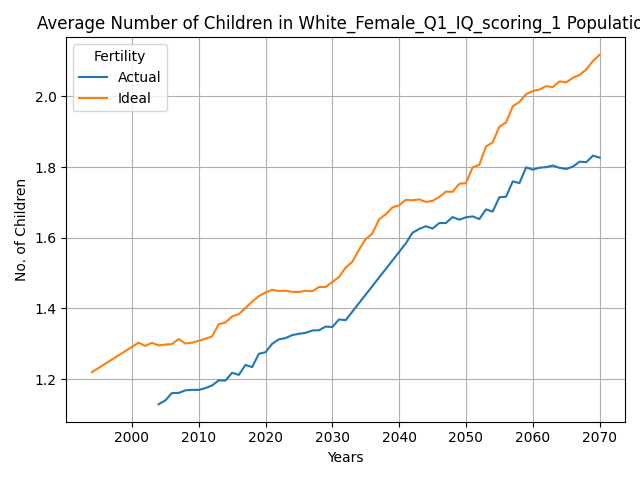 Average Number of Children in White_Female_Q1_IQ_scoring_1 Populatio
Fertility
Actual
Ideal
2.0
1.8
1.6
1.4
1.2
No. of Children
2000 2010 2020 2030 2040 2050 2060 2070
Years